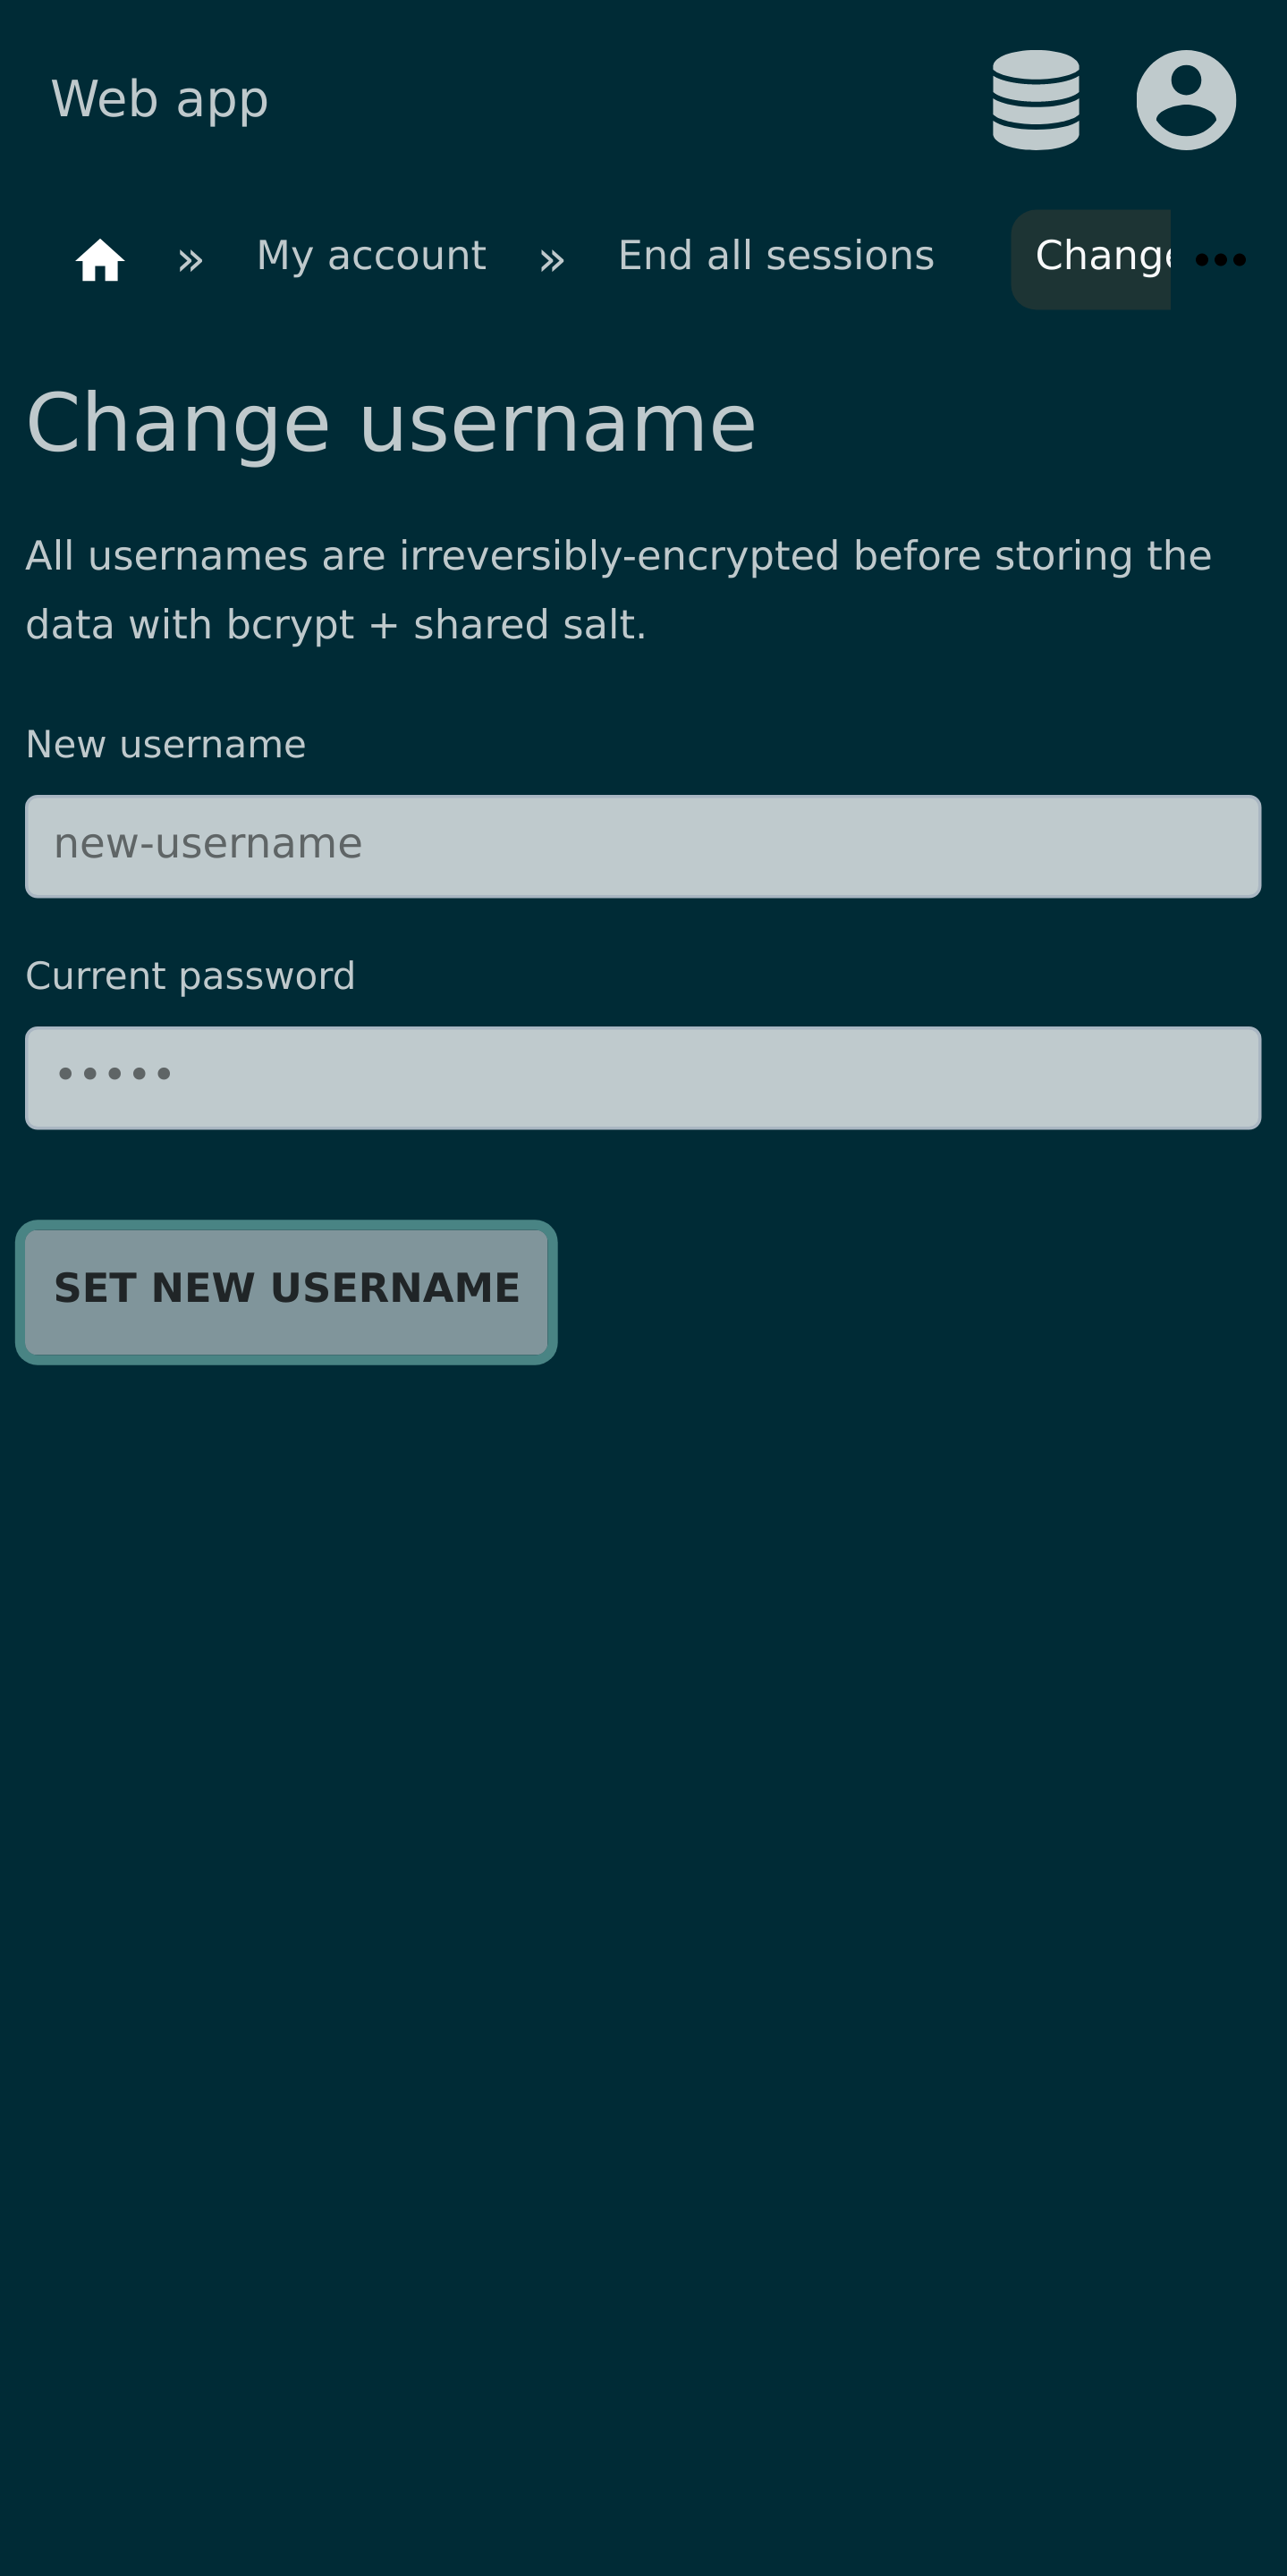 Web app
» My account » End all sessions Change
Change username
All usernames are irreversibly-encrypted before storing the
data with bcrypt + shared salt.
New username
new-username
Current password
•••••
SET NEW USERNAME